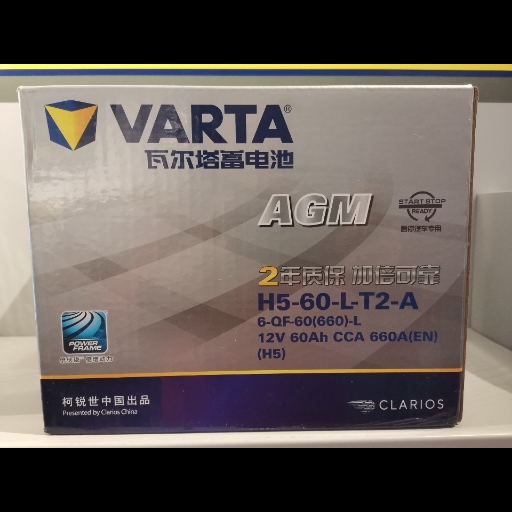 VARTA®
瓦尔塔蓄电池
AGM
START·STOP
READY
启停汽车专用
2年质保 加倍可靠
H5-60-L-T2-A
6-QF-60(660)-L
12V 60Ah CCA 660A(EN)
(H5)
POWER
FRAME
柯锐世中国出品
Presented by Clarios China
CLARIOS